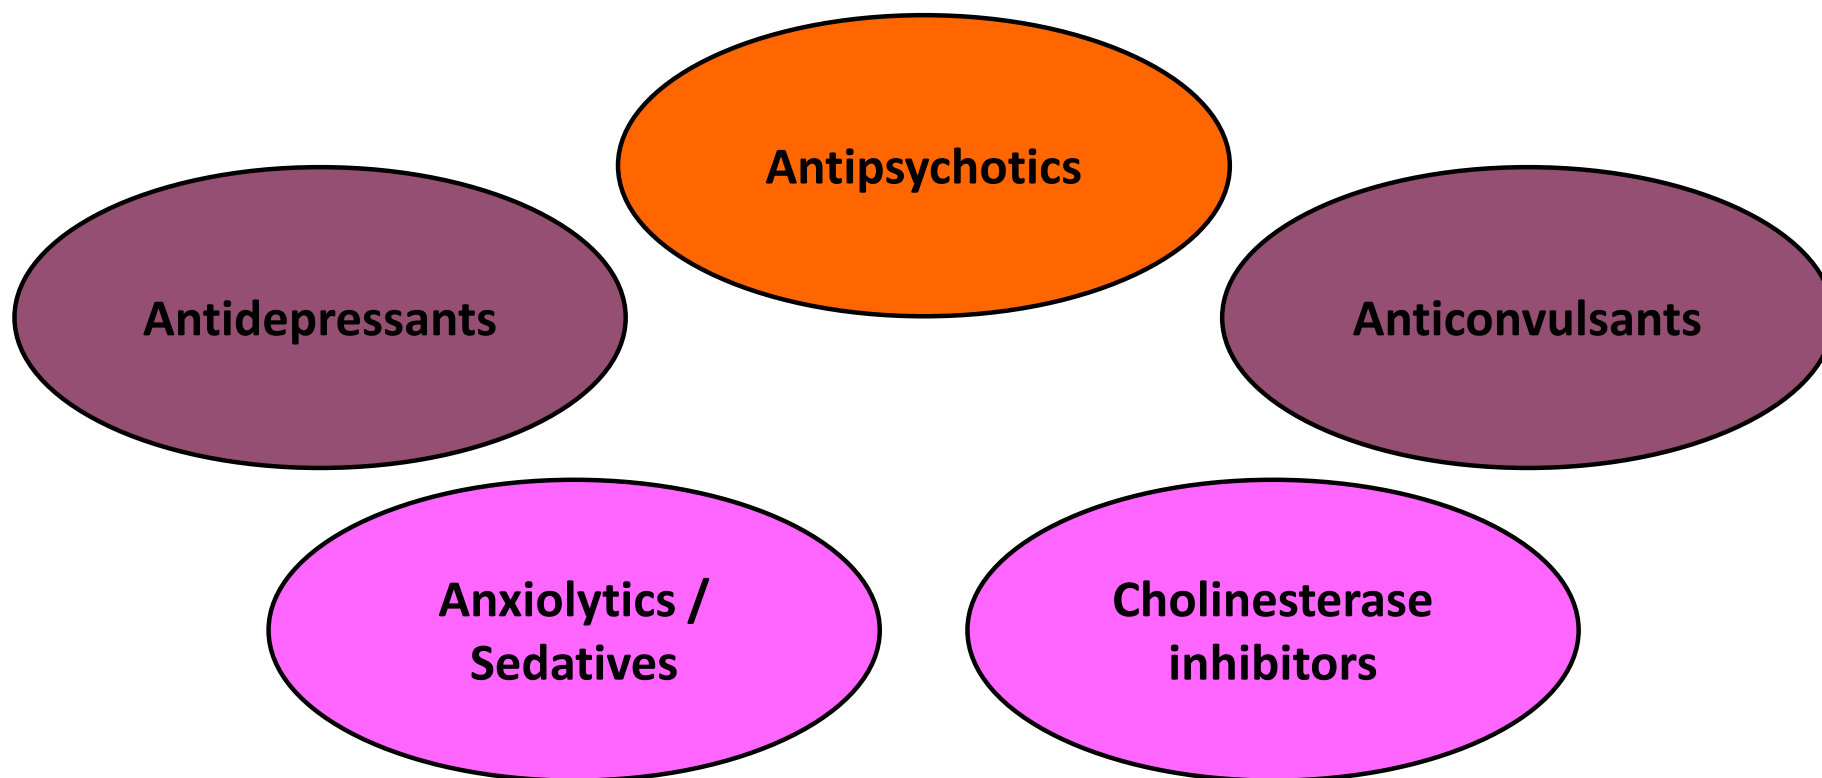 Antipsychotics
Antidepressants
Anticonvulsants
Anxiolytics /
Sedatives
Cholinesterase
inhibitors